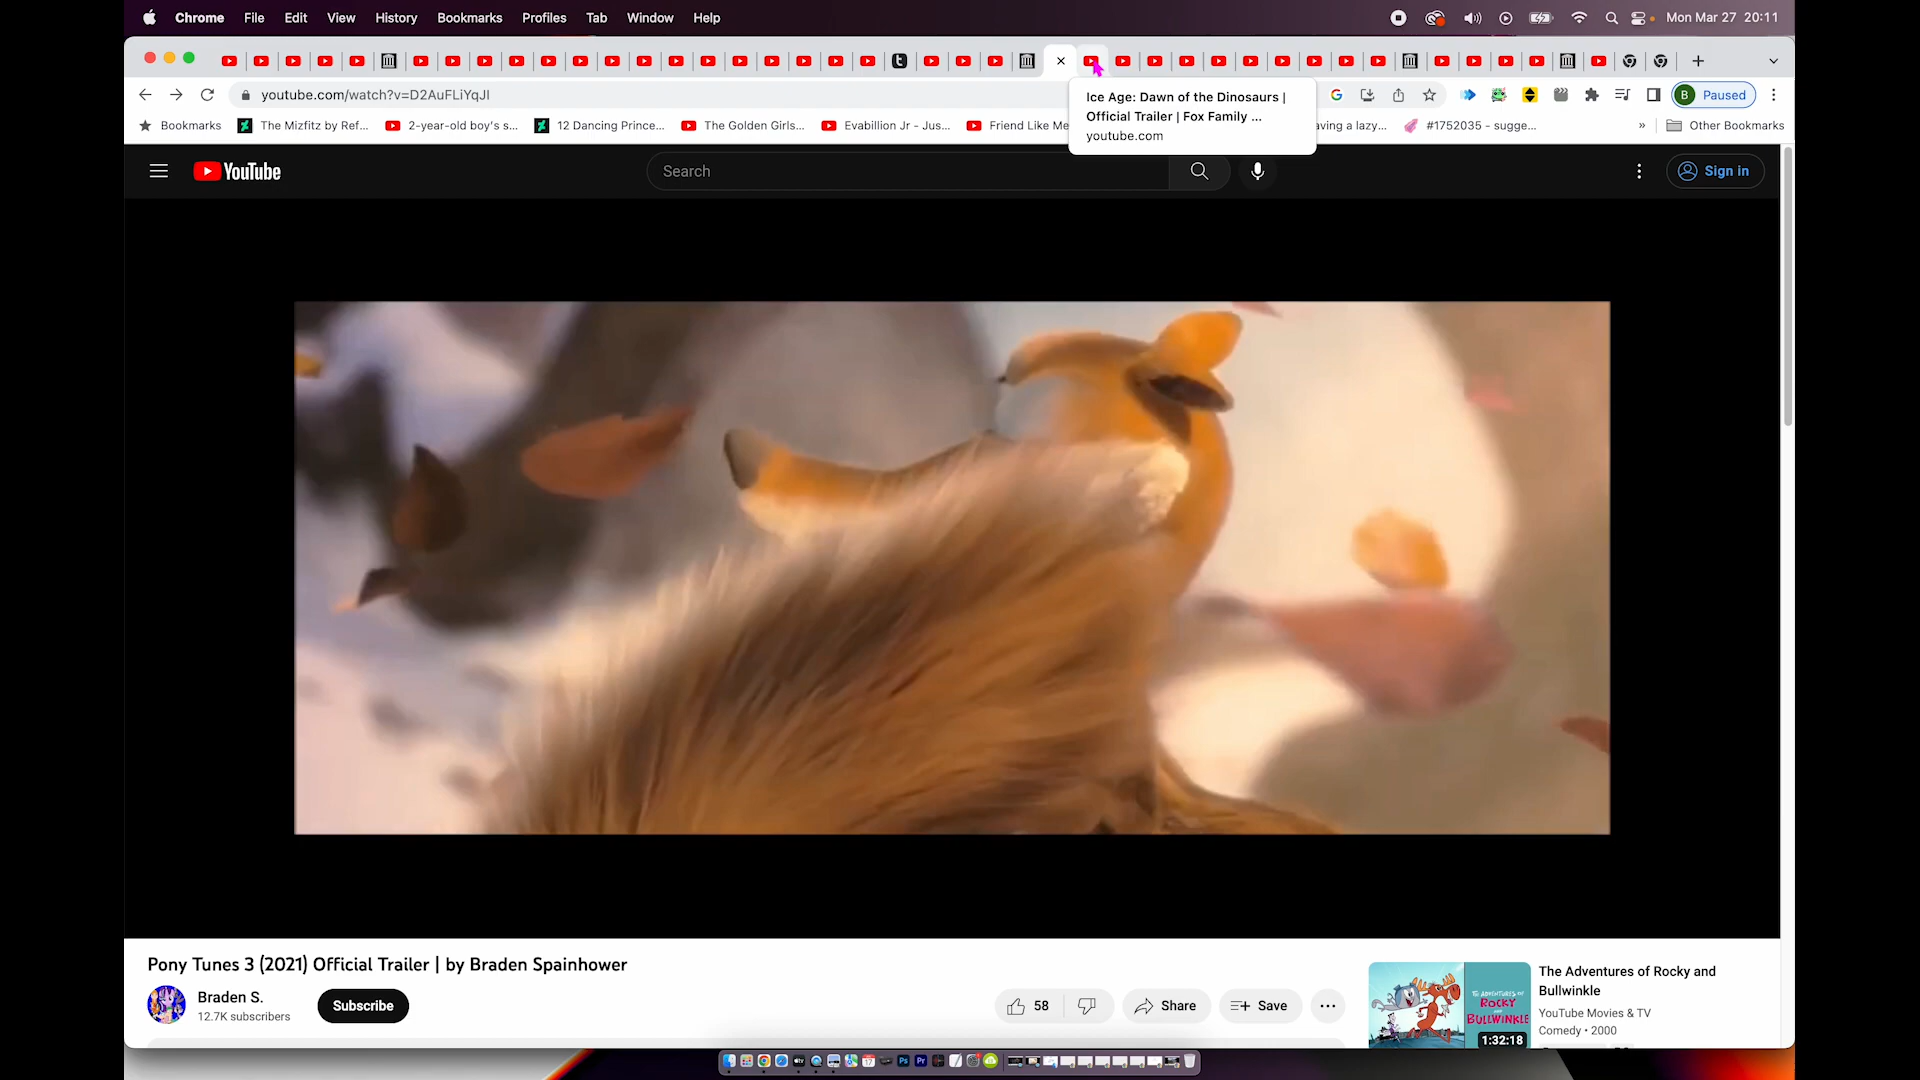 Chrome File Edit View History Bookmarks Profiles Tab Window Help
Mon Mar 27 20:11
youtube.com/watch?v=D2AuFLiYqJI
B Paused
Ice Age: Dawn of the Dinosaurs |
Official Trailer | Fox Family ...
youtube.com
Bookmarks
The Mizfitz by Ref...
2-year-old boy's s...
12 Dancing Prince...
The Golden Girls...
Evabillion Jr - Jus...
Friend Like Me
aving a lazy...
#1752035 - sugge...
»
Other Bookmarks
YouTube
Search
Sign in
Pony Tunes 3 (2021) Official Trailer | by Braden Spainhower
Braden S.
12.7K subscribers
Subscribe
58
Share
Save
The Adventures of Rocky and
Bullwinkle
YouTube Movies & TV
Comedy • 2000
ROCKY
BULLWINKLE
1:32:18